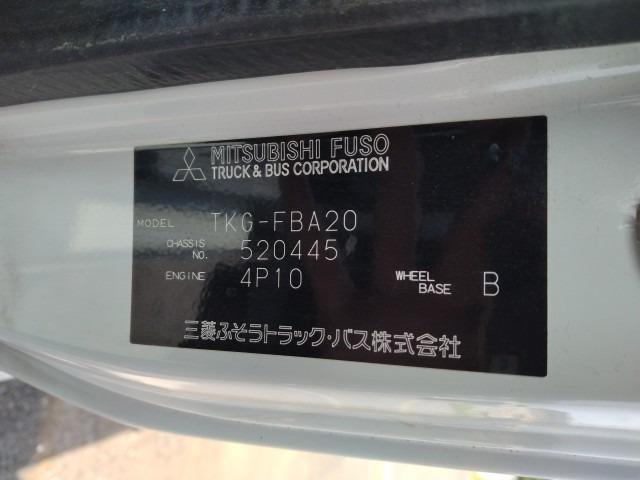 MITSUBISHI FUSO
TRUCK & BUS CORPORATION
MODEL TKG-FBA20
CHASSIS NO. 520445
ENGINE 4P10 WHEEL BASE B
三菱ふそうトラック・バス株式会社